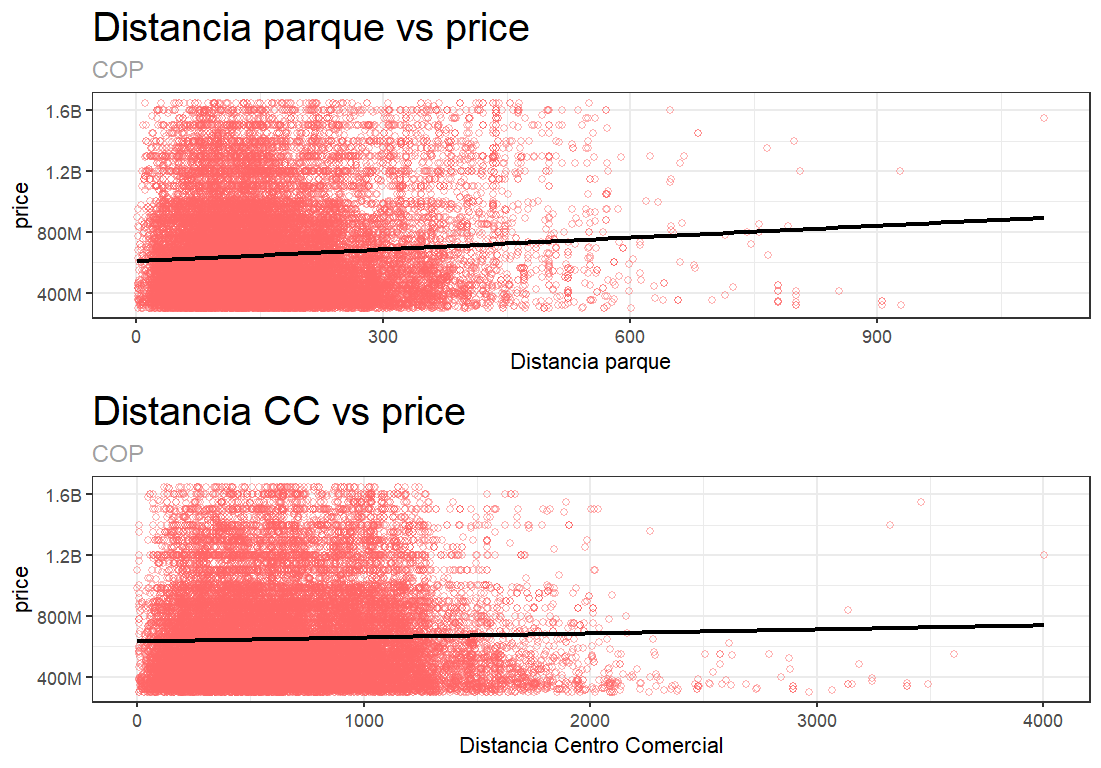 Distancia parque vs price
COP
1.6B
1.2B
800M
400M
price
0 300 600 900
Distancia parque
Distancia CC vs price
COP
1.6B
1.2B
800M
400M
price
0 1000 2000 3000 4000
Distancia Centro Comercial